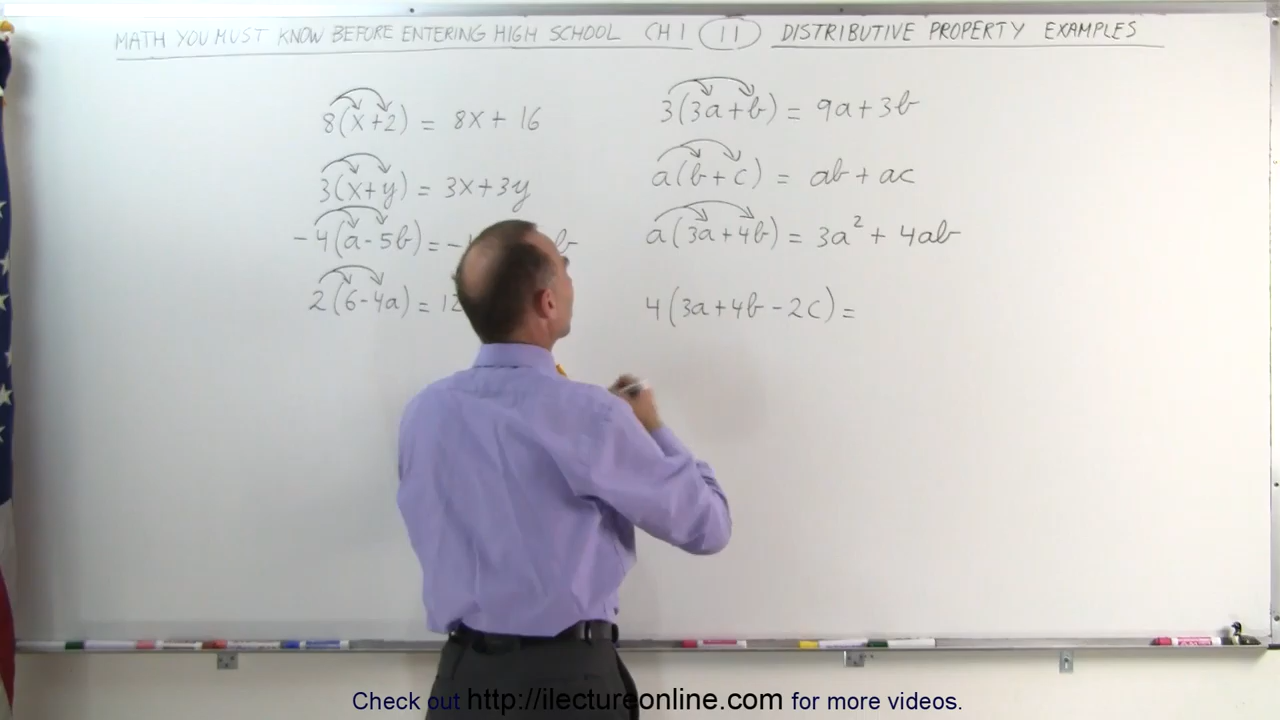 MATH YOU MUST KNOW BEFORE ENTERING HIGH SCHOOL CH 1 11 DISTRIBUTIVE PROPERTY EXAMPLES
8(x+2) = 8x + 16
3(x+y) = 3x+3y
-4(a-5b) = -
2(6-4a) = 12
3(3a+b) = 9a+3b
a(b+c) = ab + ac
a(3a+4b) = 3a² + 4ab
4(3a+4b-2c) =
Check out http://ilectureonline.com for more videos.